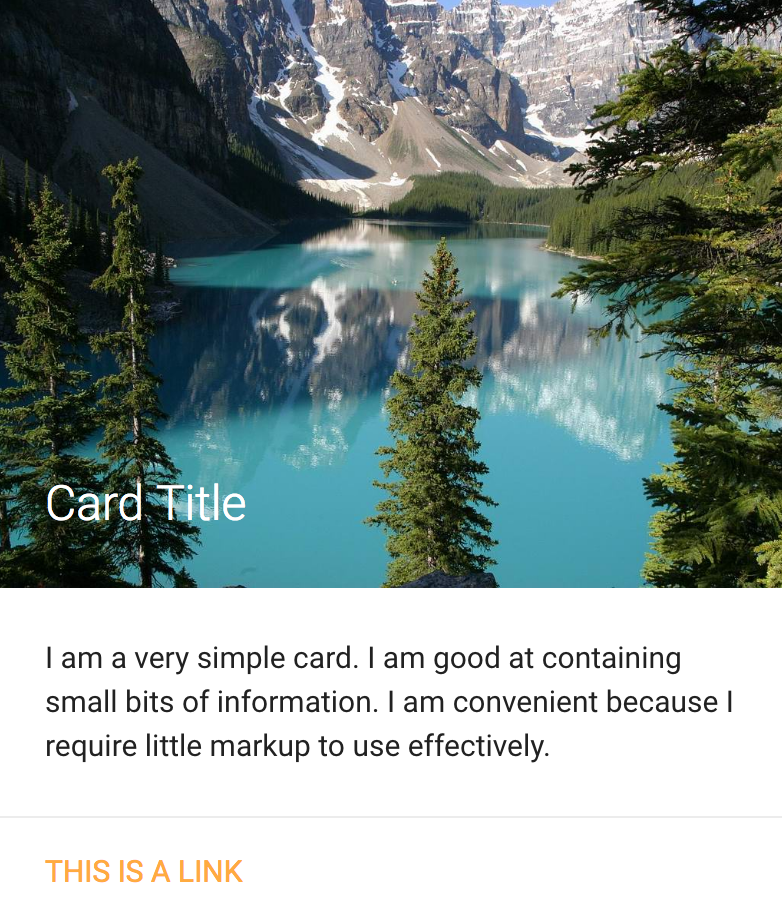 Card Title
I am a very simple card. I am good at containing
small bits of information. I am convenient because I
require little markup to use effectively.
THIS IS A LINK